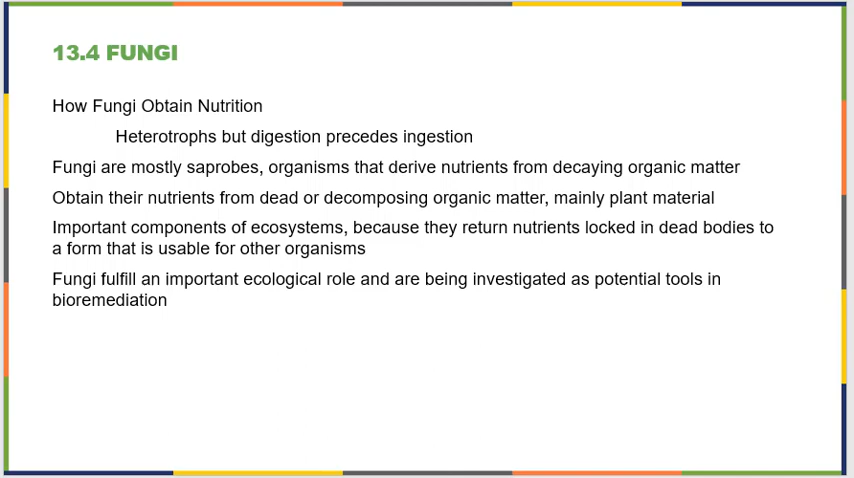 13.4 FUNGI
How Fungi Obtain Nutrition
Heterotrophs but digestion precedes ingestion
Fungi are mostly saprobes, organisms that derive nutrients from decaying organic matter
Obtain their nutrients from dead or decomposing organic matter, mainly plant material
Important components of ecosystems, because they return nutrients locked in dead bodies to
a form that is usable for other organisms
Fungi fulfill an important ecological role and are being investigated as potential tools in
bioremediation